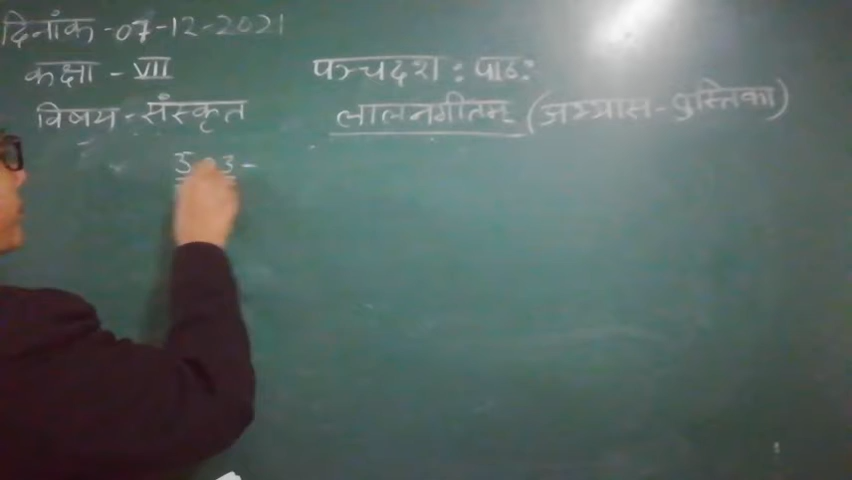 दिनांक -07-12-2021
कक्षा - VII
पञ्चदश: पाठ:
विषय - संस्कृत
लालनगीतम् (अभ्यास - पुस्तिका)